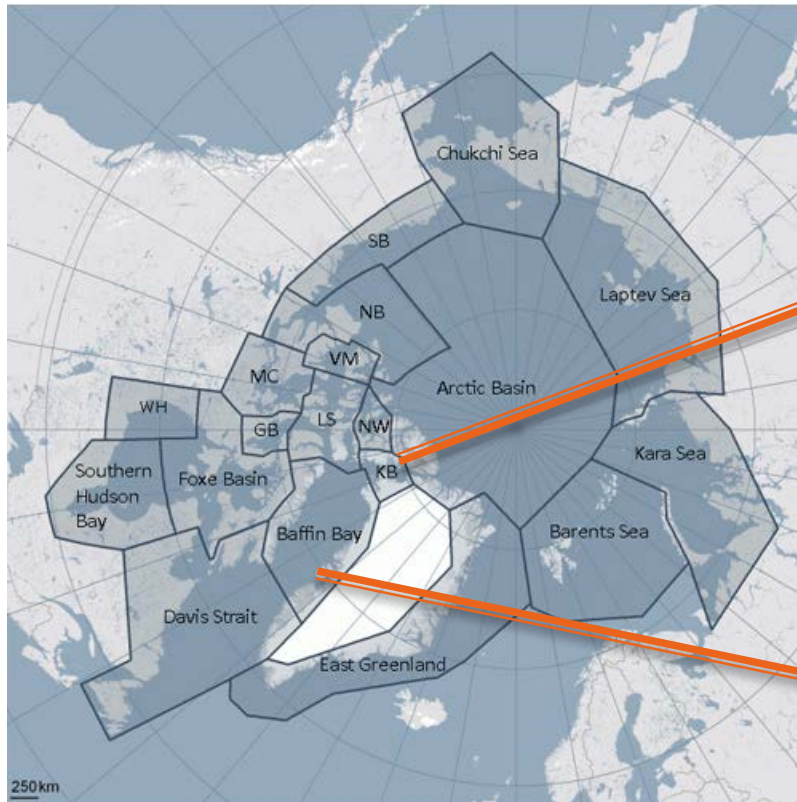 Chukchi Sea
SB
Laptev Sea
NB
VM
MC
Arctic Basin
WH
GB
LS
NW
Kara Sea
KB
Southern
Hudson
Bay
Foxe Basin
Baffin Bay
Barents Sea
Davis Strait
East Greenland
250km